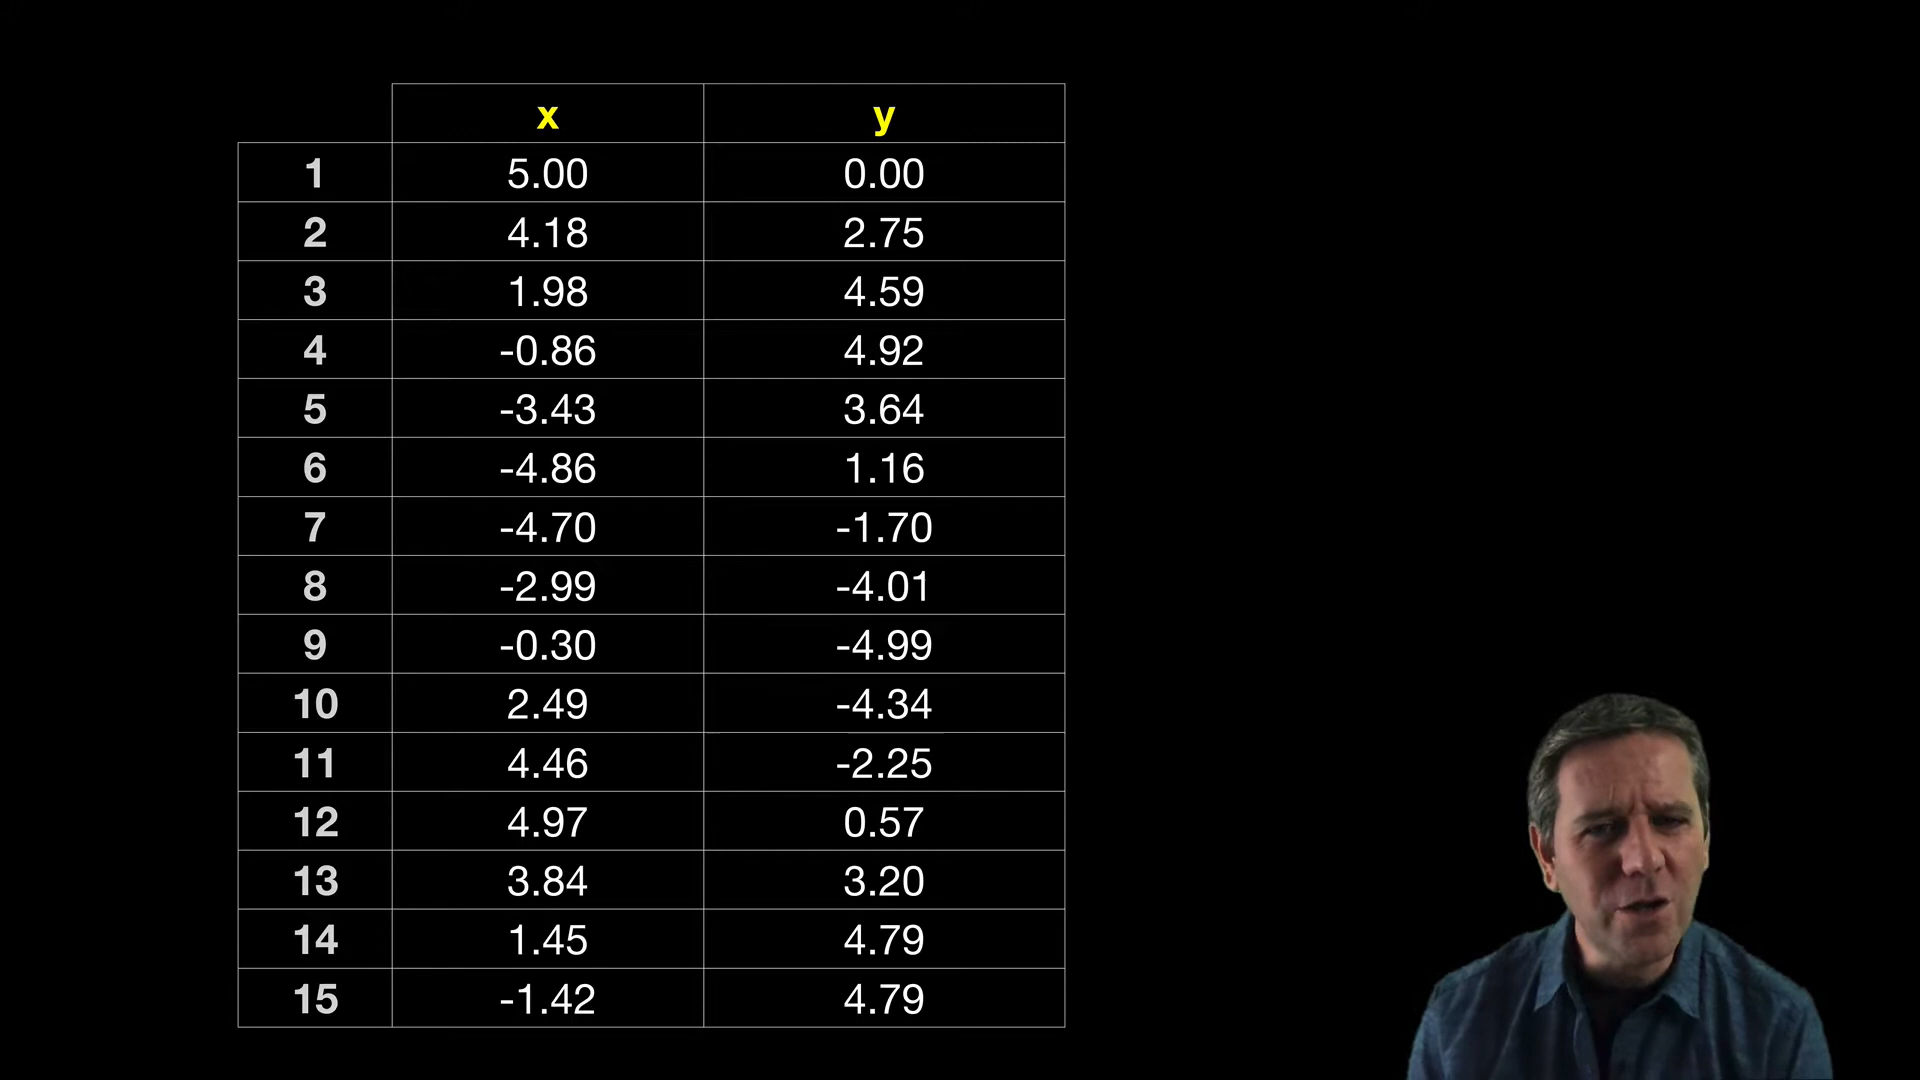 x y
1 5.00 0.00
2 4.18 2.75
3 1.98 4.59
4 -0.86 4.92
5 -3.43 3.64
6 -4.86 1.16
7 -4.70 -1.70
8 -2.99 -4.01
9 -0.30 -4.99
10 2.49 -4.34
11 4.46 -2.25
12 4.97 0.57
13 3.84 3.20
14 1.45 4.79
15 -1.42 4.79